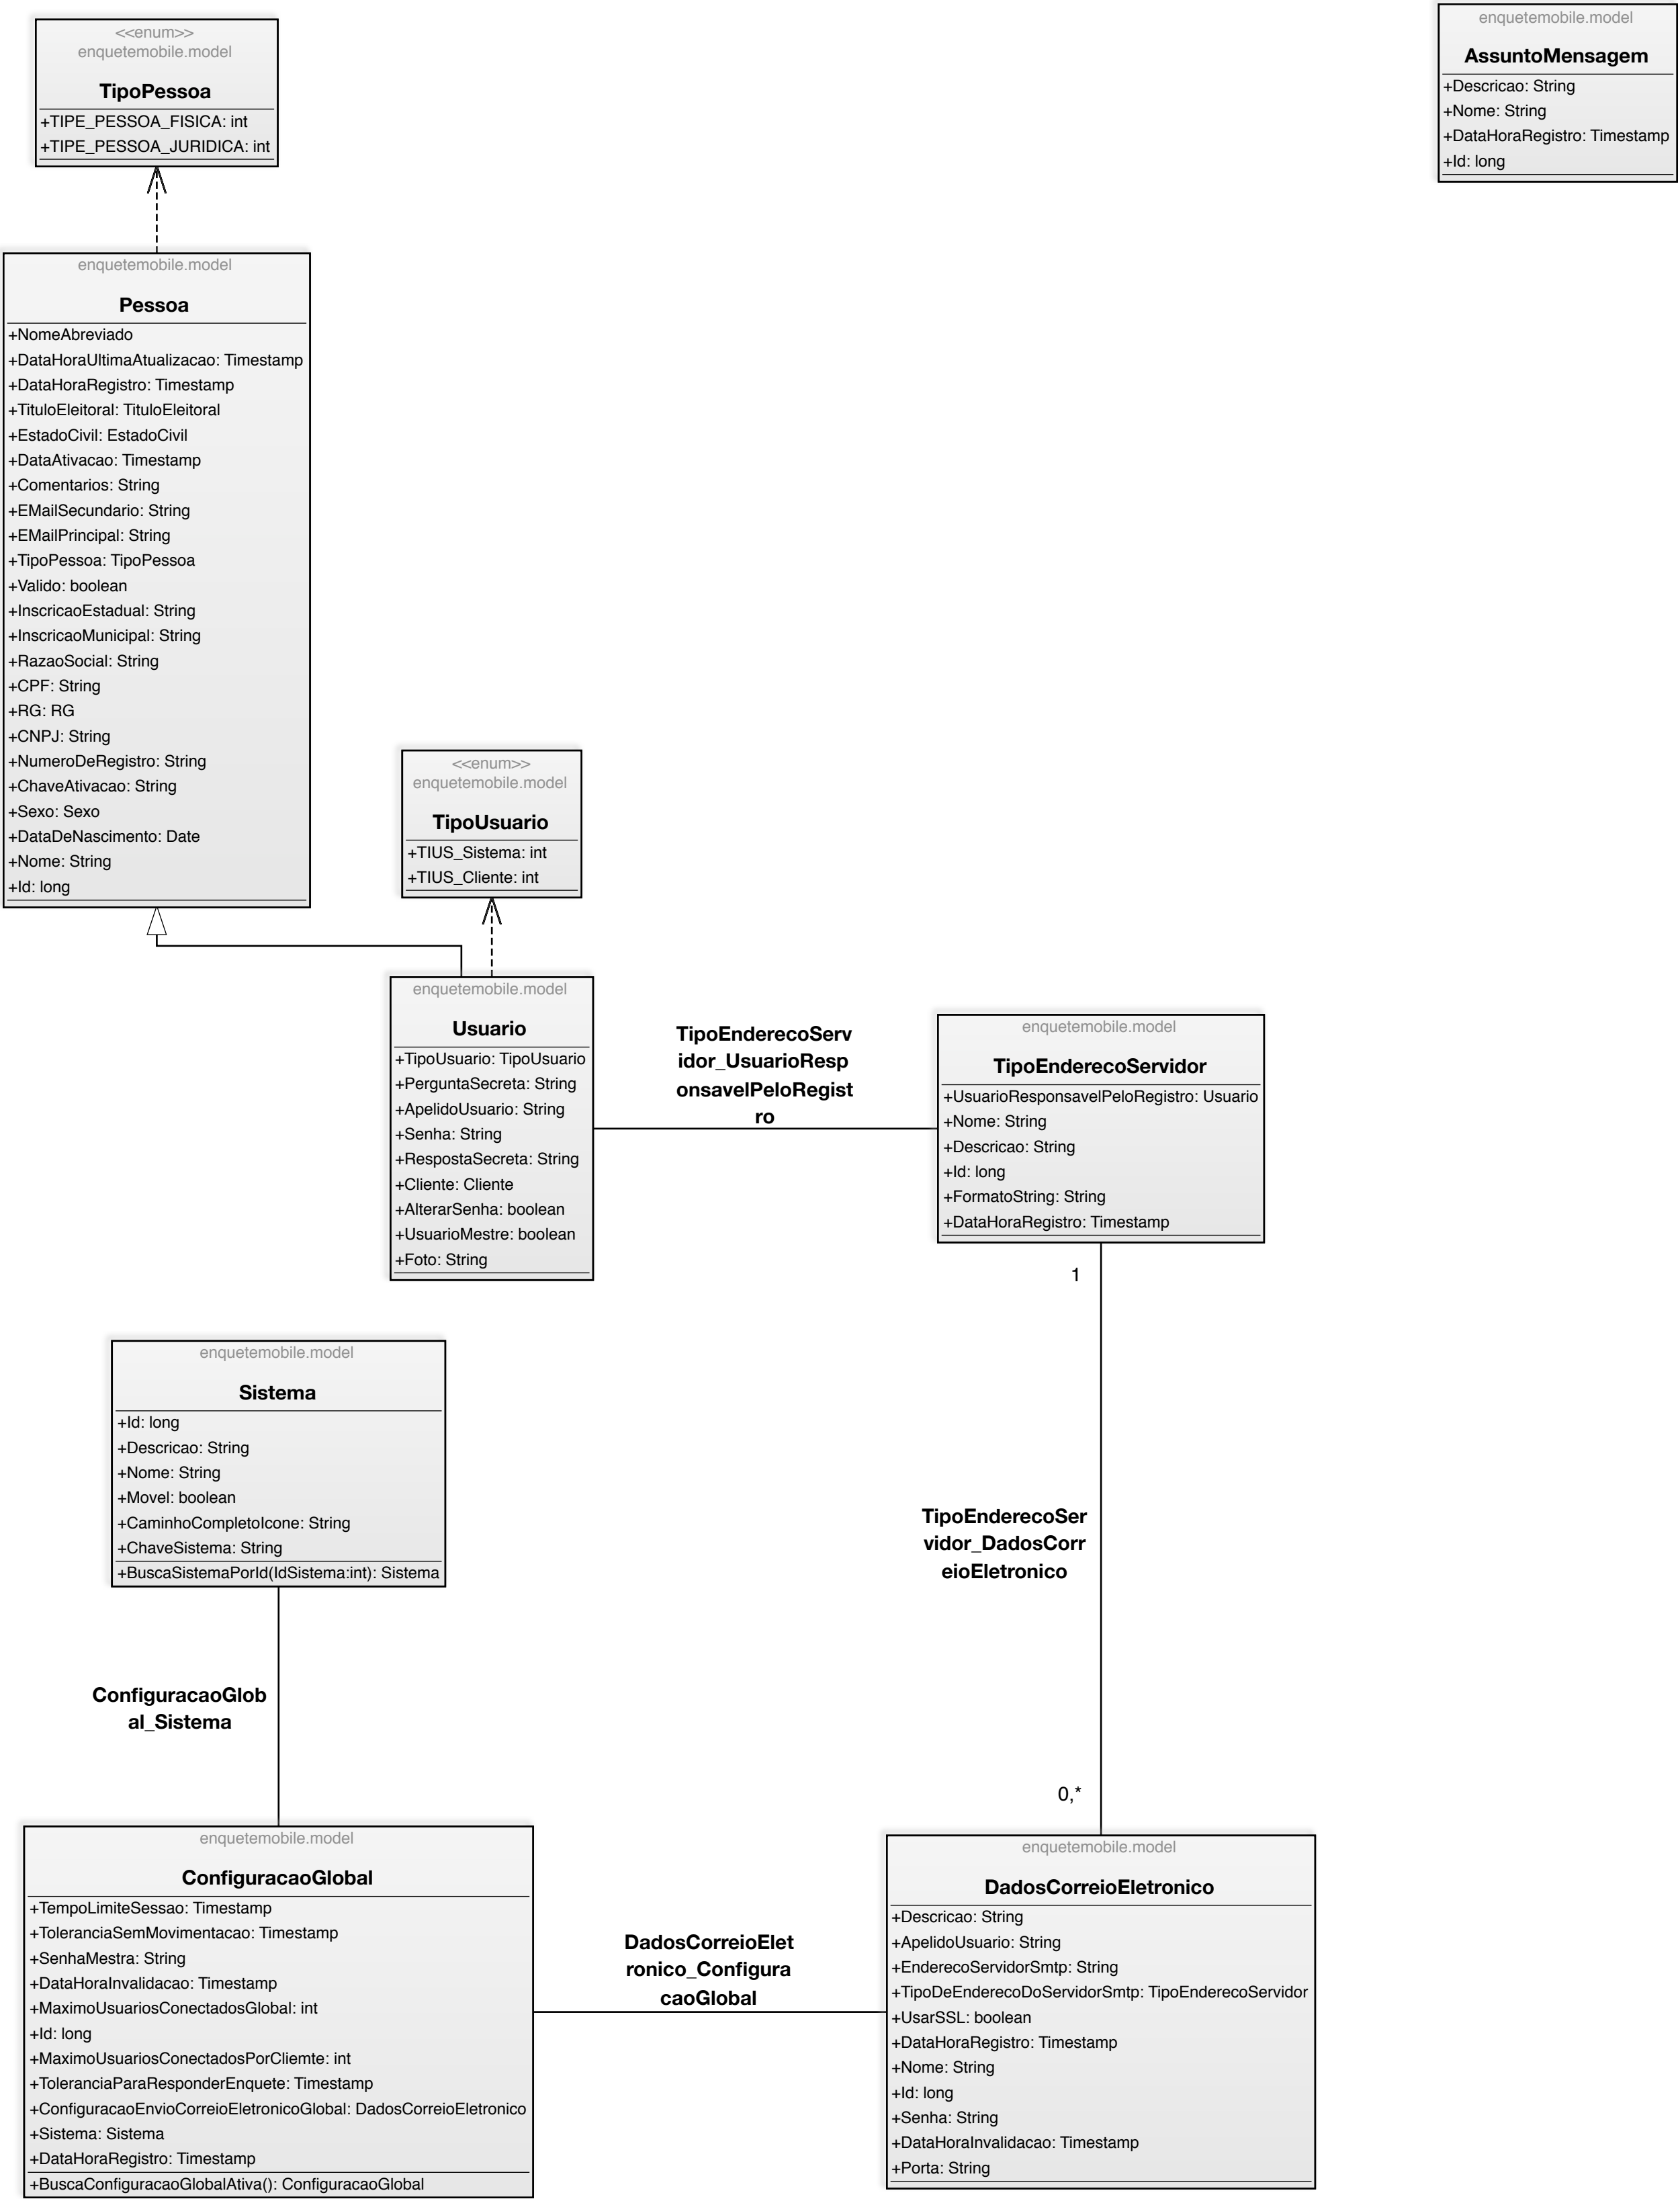 <<enum>>
enquetemobile.model
TipoPessoa
+TIPE_PESSOA_FISICA: int
+TIPE_PESSOA_JURIDICA: int
enquetemobile.model
AssuntoMensagem
+Descricao: String
+Nome: String
+DataHoraRegistro: Timestamp
+Id: long
enquetemobile.model
Pessoa
+NomeAbreviado
+DataHoraUltimaAtualizacao: Timestamp
+DataHoraRegistro: Timestamp
+TituloEleitoral: TituloEleitoral
+EstadoCivil: EstadoCivil
+DataAtivacao: Timestamp
+Comentarios: String
+EMailSecundario: String
+EMailPrincipal: String
+TipoPessoa: TipoPessoa
+Valido: boolean
+InscricaoEstadual: String
+InscricaoMunicipal: String
+RazaoSocial: String
+CPF: String
+RG: RG
+CNPJ: String
+NumeroDeRegistro: String
+ChaveAtivacao: String
+Sexo: Sexo
+DataDeNascimento: Date
+Nome: String
+Id: long
<<enum>>
enquetemobile.model
TipoUsuario
+TIUS_Sistema: int
+TIUS_Cliente: int
enquetemobile.model
Usuario
+TipoUsuario: TipoUsuario
+PerguntaSecreta: String
+ApelidoUsuario: String
+Senha: String
+RespostaSecreta: String
+Cliente: Cliente
+AlterarSenha: boolean
+UsuarioMestre: boolean
+Foto: String
TipoEnderecoServ
idor_UsuarioResp
onsavelPeloRegist
ro
enquetemobile.model
TipoEnderecoServidor
+UsuarioResponsavelPeloRegistro: Usuario
+Nome: String
+Descricao: String
+Id: long
+FormatoString: String
+DataHoraRegistro: Timestamp
1
enquetemobile.model
Sistema
+Id: long
+Descricao: String
+Nome: String
+Movel: boolean
+CaminhoCompletoIcone: String
+ChaveSistema: String
+BuscaSistemaPorId(IdSistema:int): Sistema
TipoEnderecoSer
vidor_DadosCorr
eioEletronico
ConfiguracaoGlob
al_Sistema
0,*
enquetemobile.model
ConfiguracaoGlobal
+TempoLimiteSessao: Timestamp
+ToleranciaSemMovimentacao: Timestamp
+SenhaMestra: String
+DataHoraInvalidacao: Timestamp
+MaximoUsuariosConectadosGlobal: int
+Id: long
+MaximoUsuariosConectadosPorCliemte: int
+ToleranciaParaResponderEnquete: Timestamp
+ConfiguracaoEnvioCorreioEletronicoGlobal: DadosCorreioEletronico
+Sistema: Sistema
+DataHoraRegistro: Timestamp
+BuscaConfiguracaoGlobalAtiva(): ConfiguracaoGlobal
DadosCorreioElet
ronico_Configura
caoGlobal
enquetemobile.model
DadosCorreioEletronico
+Descricao: String
+ApelidoUsuario: String
+EnderecoServidorSmtp: String
+TipoDeEnderecoDoServidorSmtp: TipoEnderecoServidor
+UsarSSL: boolean
+DataHoraRegistro: Timestamp
+Nome: String
+Id: long
+Senha: String
+DataHoraInvalidacao: Timestamp
+Porta: String